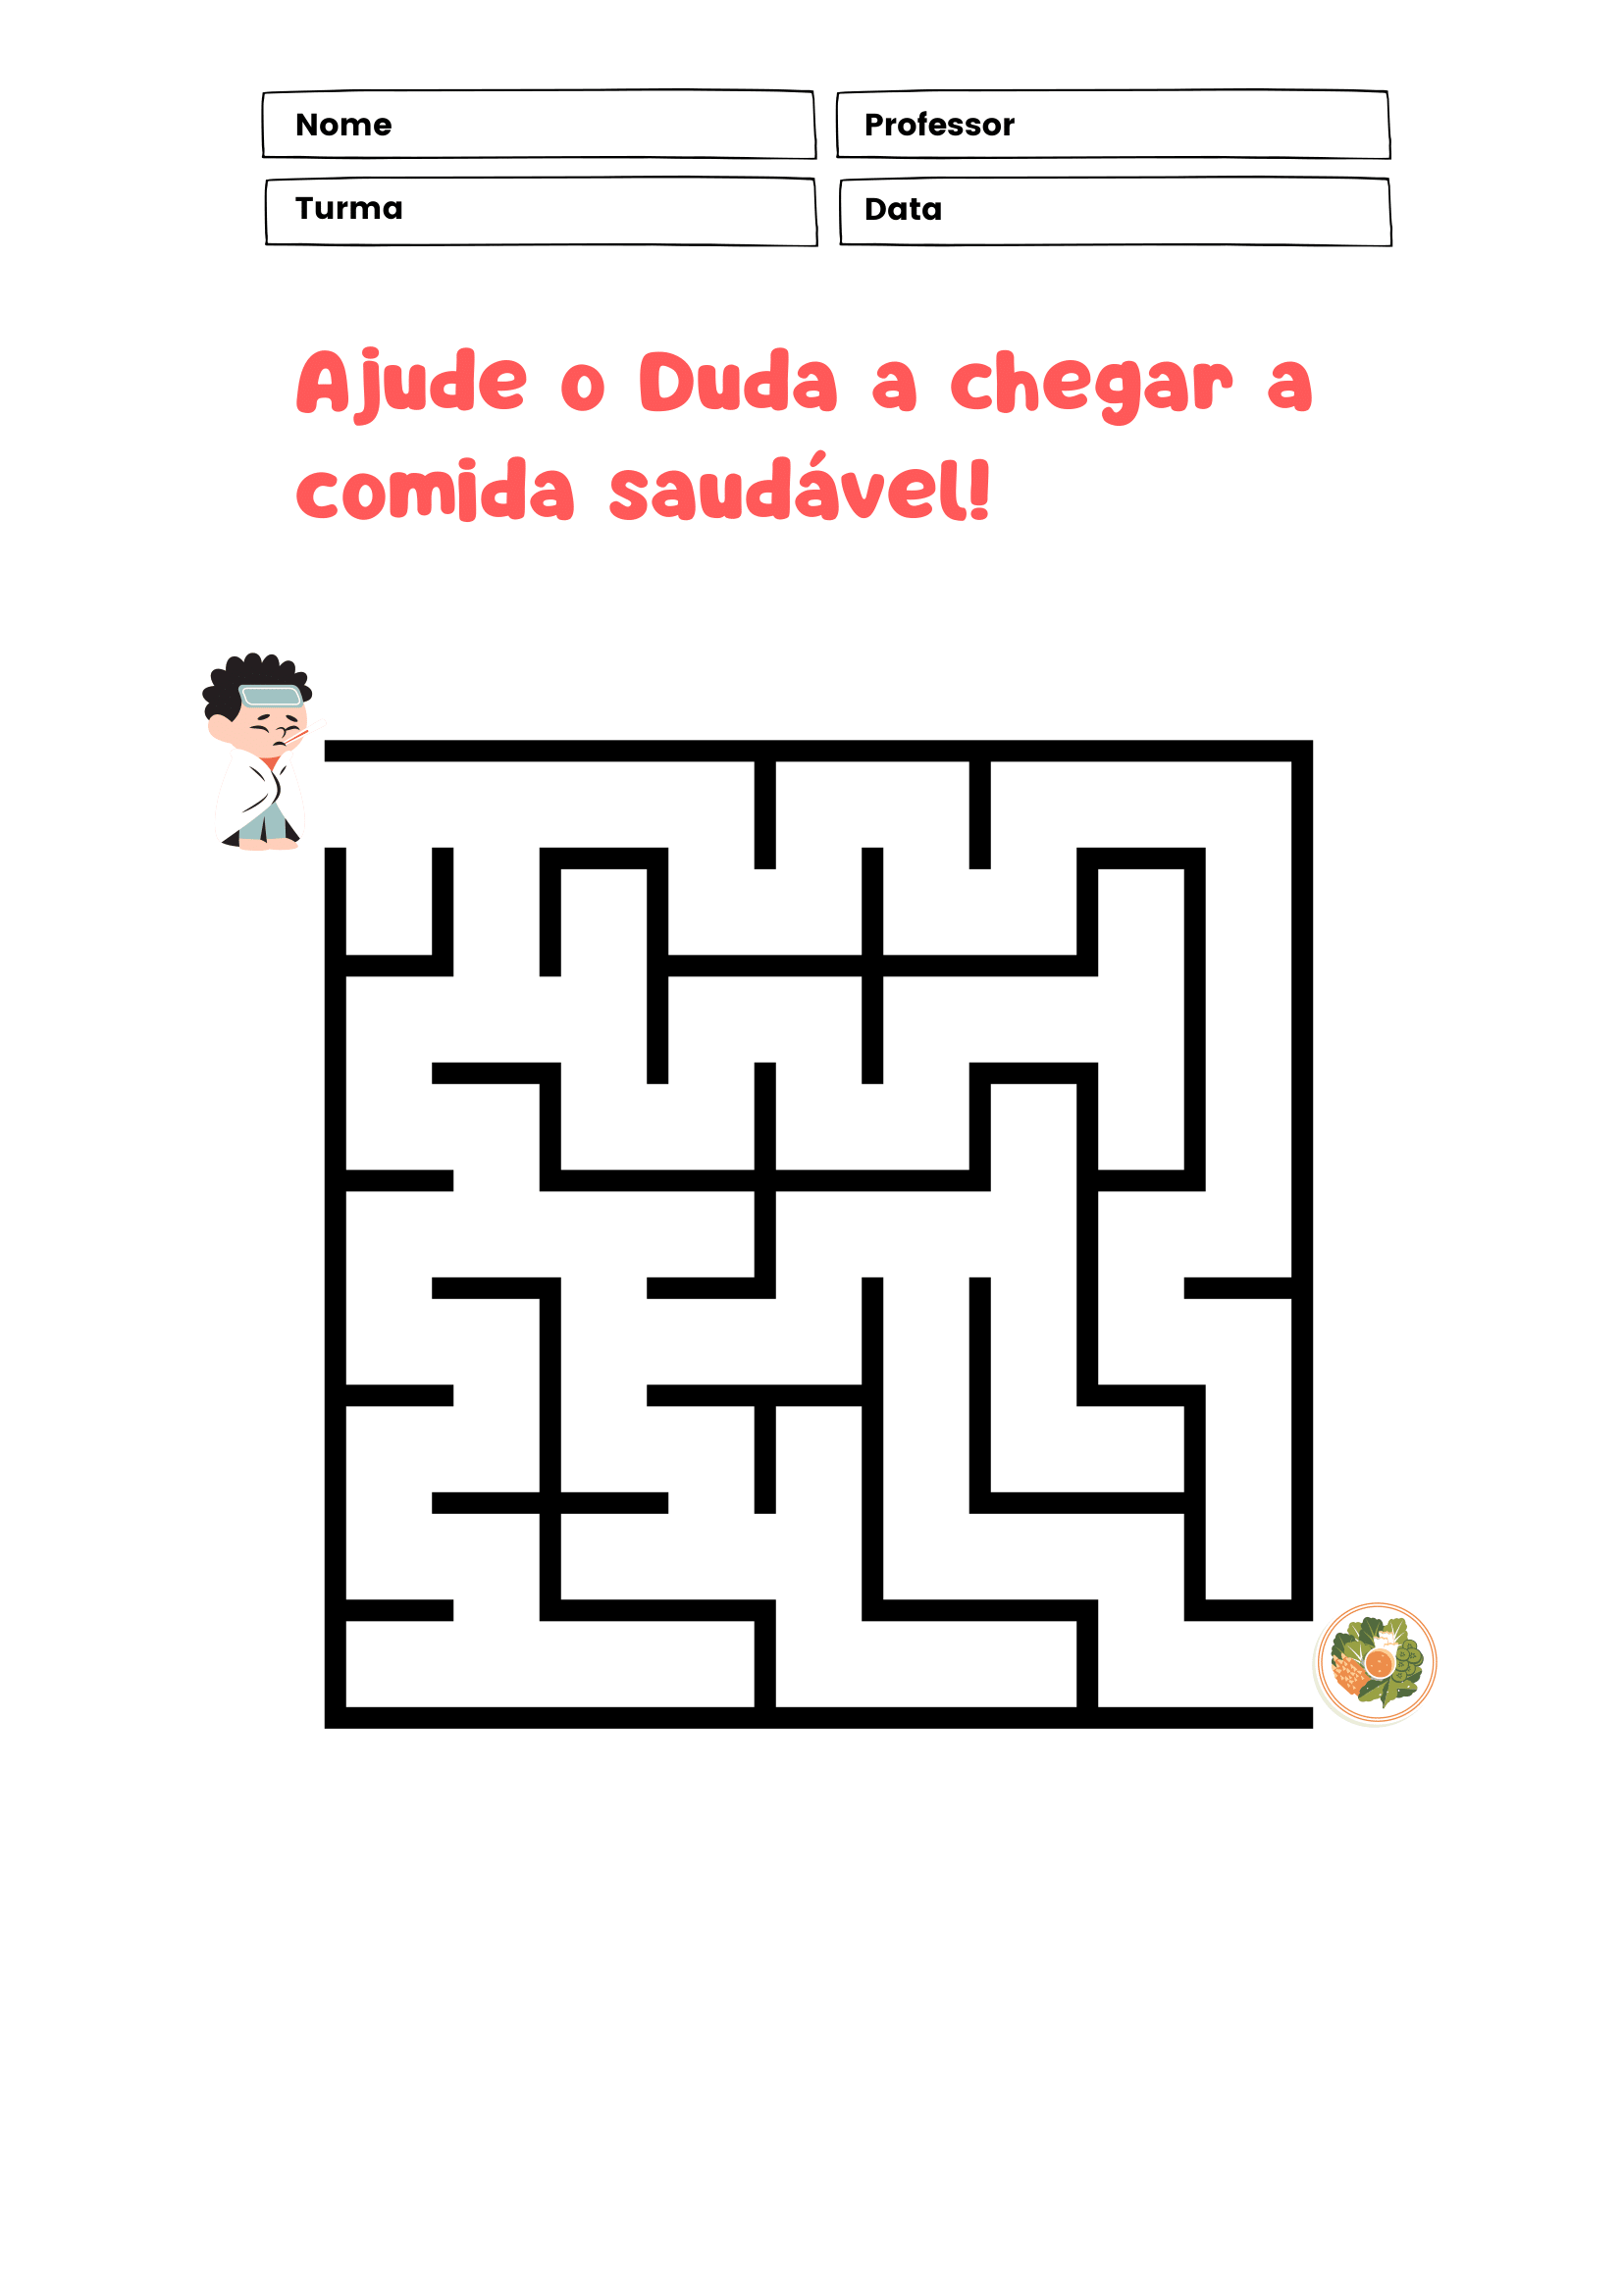 Nome
Professor
Turma
Data
Ajude o Duda a chegar a
comida saudável!